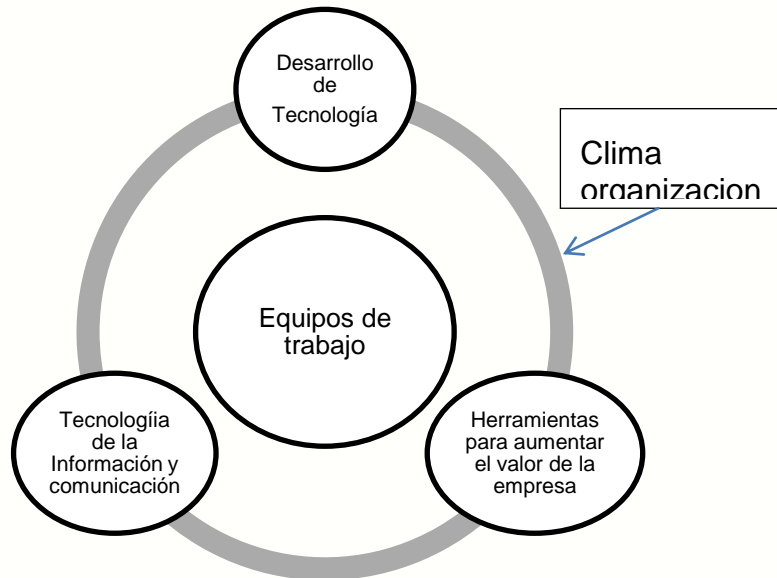 Desarrollo
de
Tecnología
Clima
organizacion
Equipos de
trabajo
Tecnologíia
de la
Información y
comunicación
Herramientas
para aumentar
el valor de la
empresa